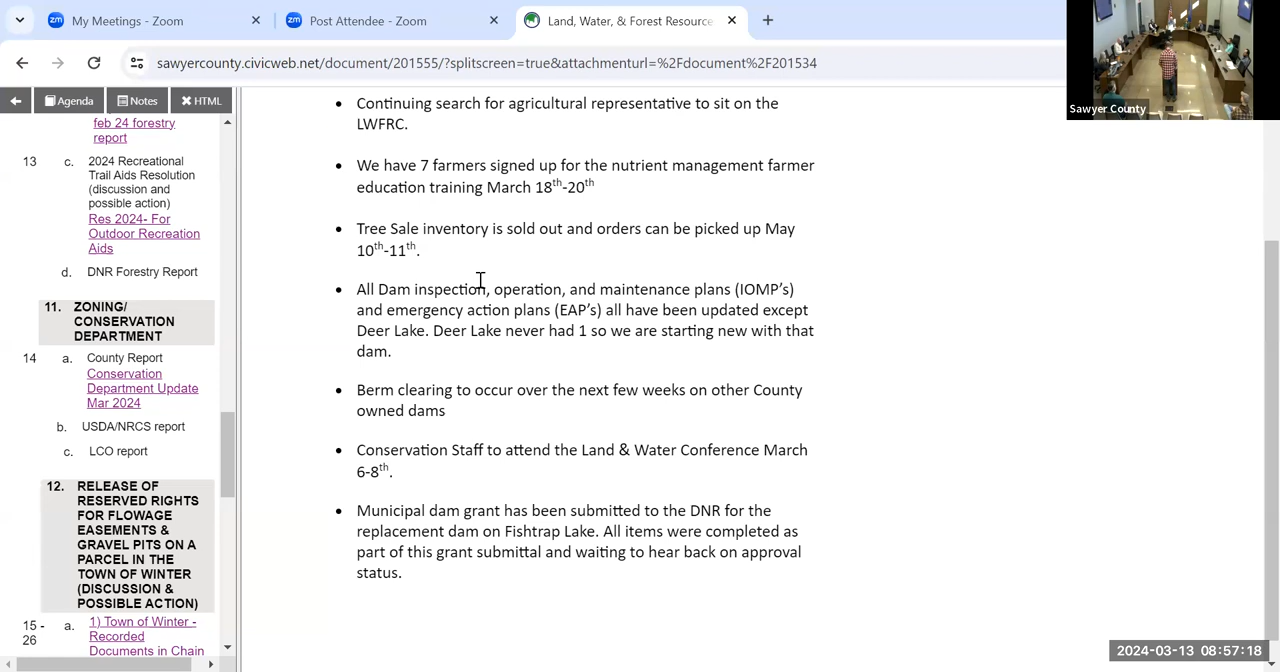 My Meetings - Zoom
Post Attendee - Zoom
Land, Water, & Forest Resource
sawyercounty.civicweb.net/document/201555/?splitscreen=true&attachmenturl=%2Fdocument%2F201534
Sawyer County
Agenda Notes HTML
feb 24 forestry
report
13 c. 2024 Recreational
Trail Aids Resolution
(discussion and
possible action)
Res 2024- For
Outdoor Recreation
Aids
d. DNR Forestry Report
11. ZONING/
CONSERVATION
DEPARTMENT
14 a. County Report
Conservation
Department Update
Mar 2024
b. USDA/NRCS report
c. LCO report
12. RELEASE OF
RESERVED RIGHTS
FOR FLOWAGE
EASEMENTS &
GRAVEL PITS ON A
PARCEL IN THE
TOWN OF WINTER
(DISCUSSION &
POSSIBLE ACTION)
15 - a. 1) Town of Winter -
26 Recorded
Documents in Chain
• Continuing search for agricultural representative to sit on the
LWFRC.
• We have 7 farmers signed up for the nutrient management farmer
education training March 18th-20th
• Tree Sale inventory is sold out and orders can be picked up May
10th-11th.
• All Dam inspection, operation, and maintenance plans (IOMP's)
and emergency action plans (EAP's) all have been updated except
Deer Lake. Deer Lake never had 1 so we are starting new with that
dam.
• Berm clearing to occur over the next few weeks on other County
owned dams
• Conservation Staff to attend the Land & Water Conference March
6-8th.
• Municipal dam grant has been submitted to the DNR for the
replacement dam on Fishtrap Lake. All items were completed as
part of this grant submittal and waiting to hear back on approval
status.
2024-03-13 08:57:18